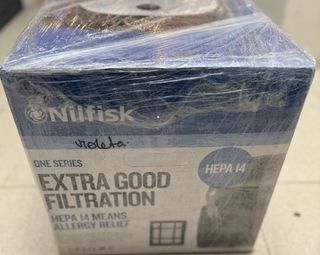 Nilfisk
violeta
ONE SERIES
HEPA 14
EXTRA GOOD
FILTRATION
HEPA 14 MEANS
ALLERGY RELIEF